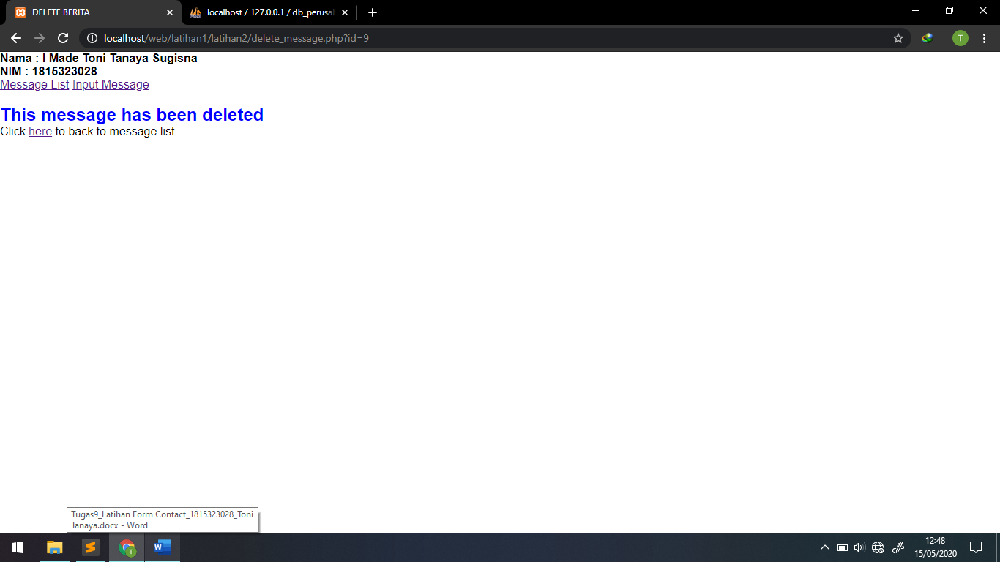 DELETE BERITA
localhost / 127.0.0.1 / db_perusa
localhost/web/latihan1/latihan2/delete_message.php?id=9
T
Nama : I Made Toni Tanaya Sugisna
NIM : 1815323028
Message List Input Message
This message has been deleted
Click here to back to message list
Tugas9_Latihan Form Contact_1815323028_Toni
Tanaya.docx - Word
T
W
12:48
15/05/2020